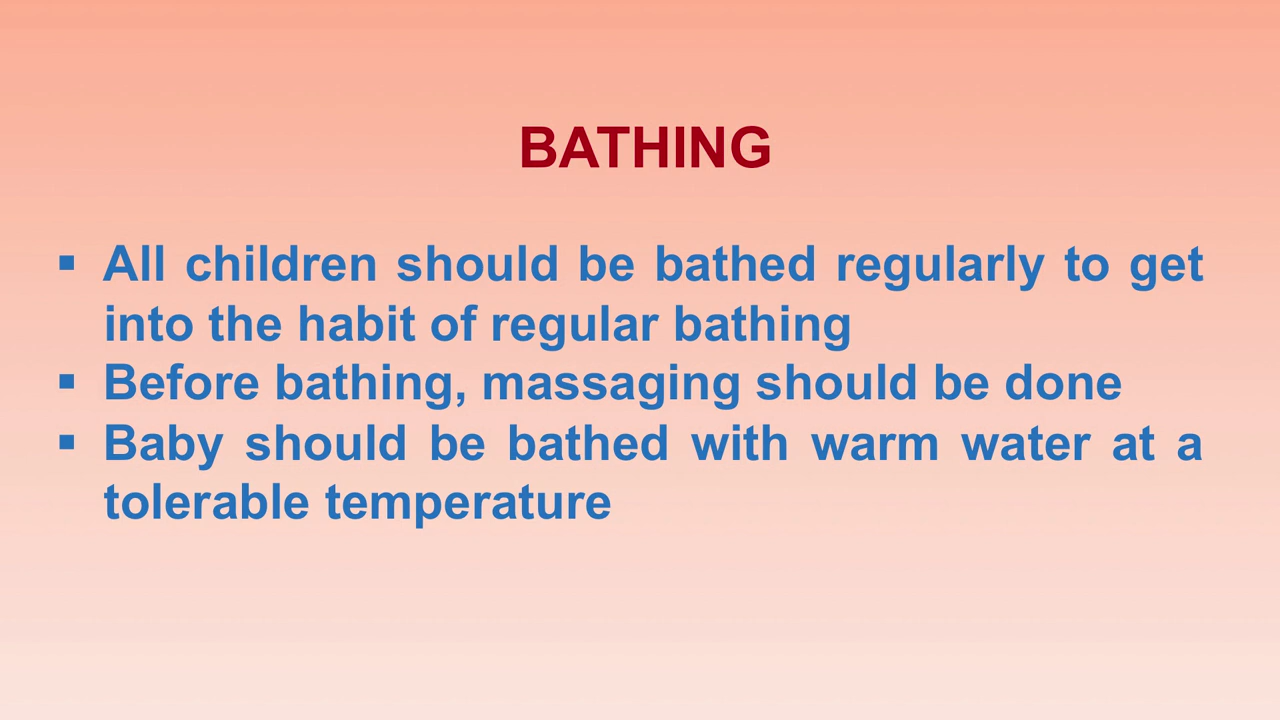 BATHING
▪ All children should be bathed regularly to get
into the habit of regular bathing
▪ Before bathing, massaging should be done
▪ Baby should be bathed with warm water at a
tolerable temperature